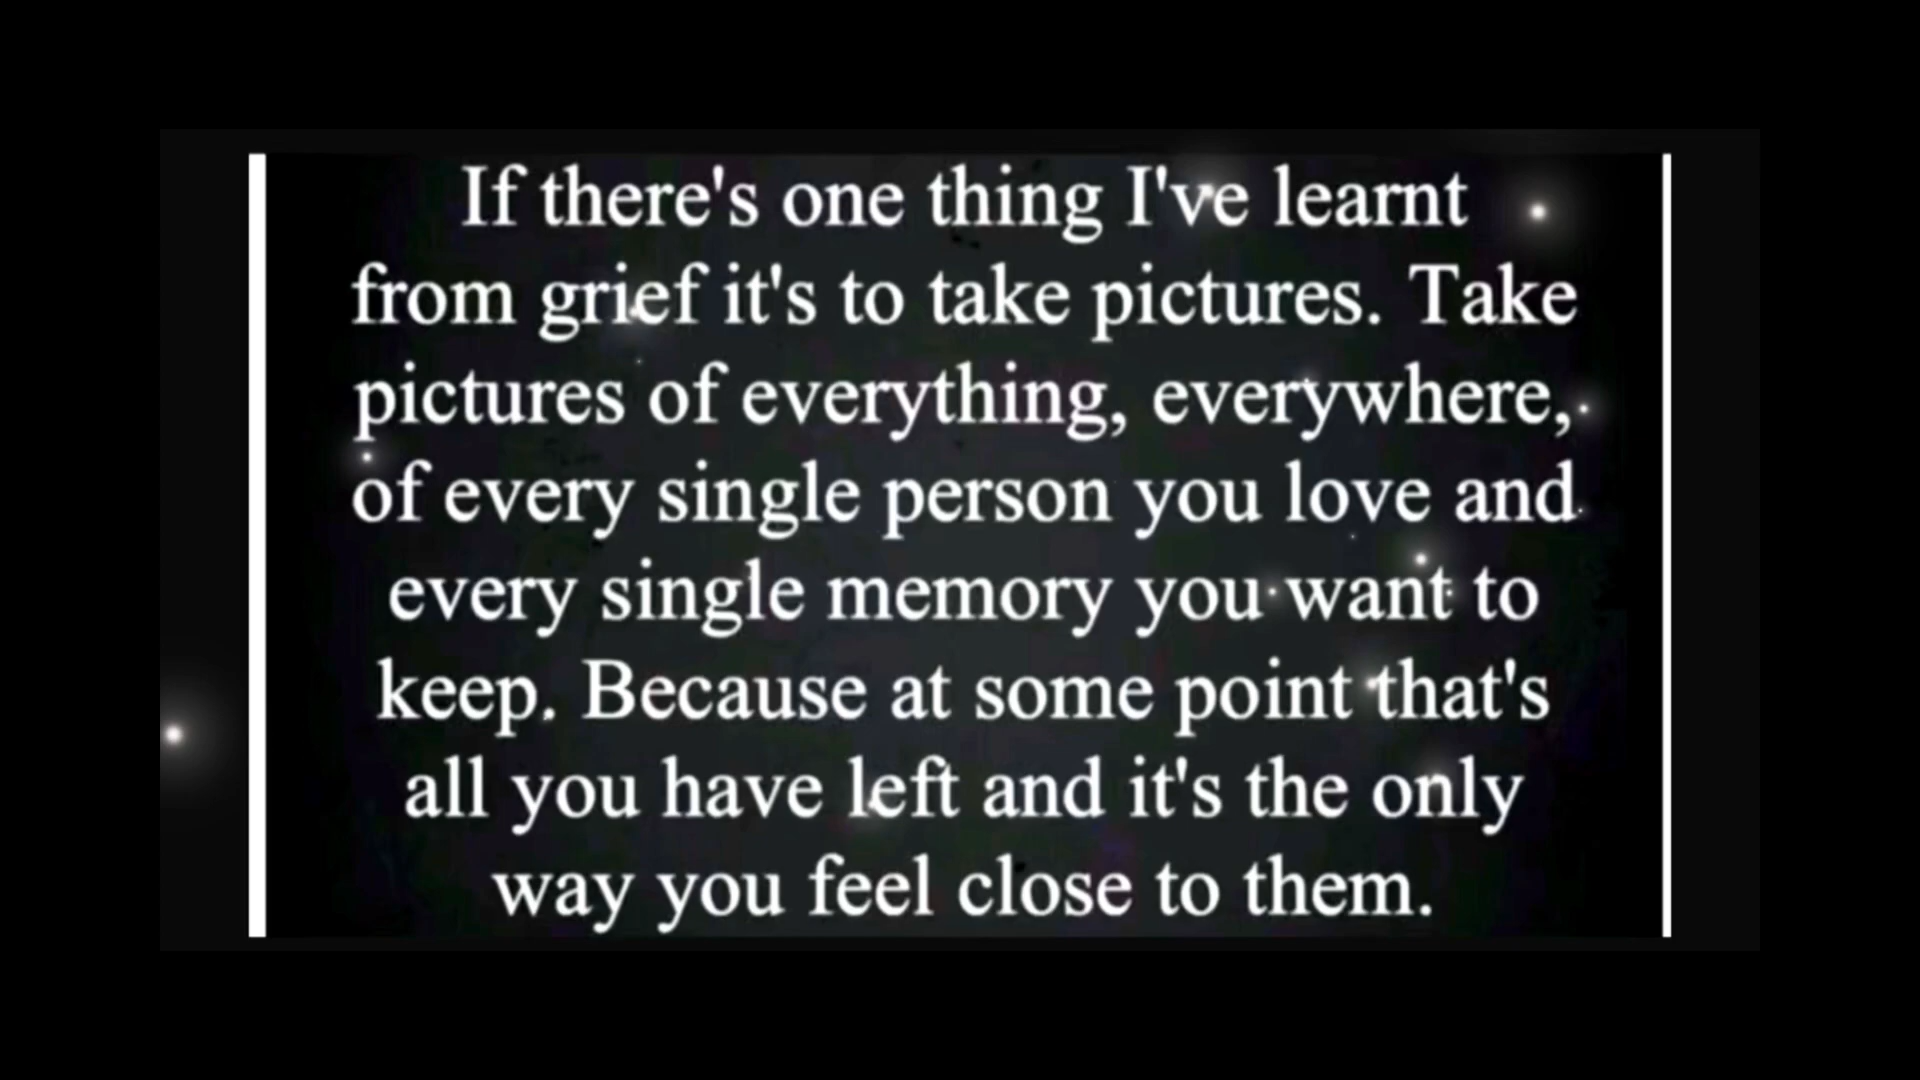 If there's one thing I've learnt
from grief it's to take pictures. Take
pictures of everything, everywhere,
of every single person you love and
every single memory you want to
keep. Because at some point that's
all you have left and it's the only
way you feel close to them.